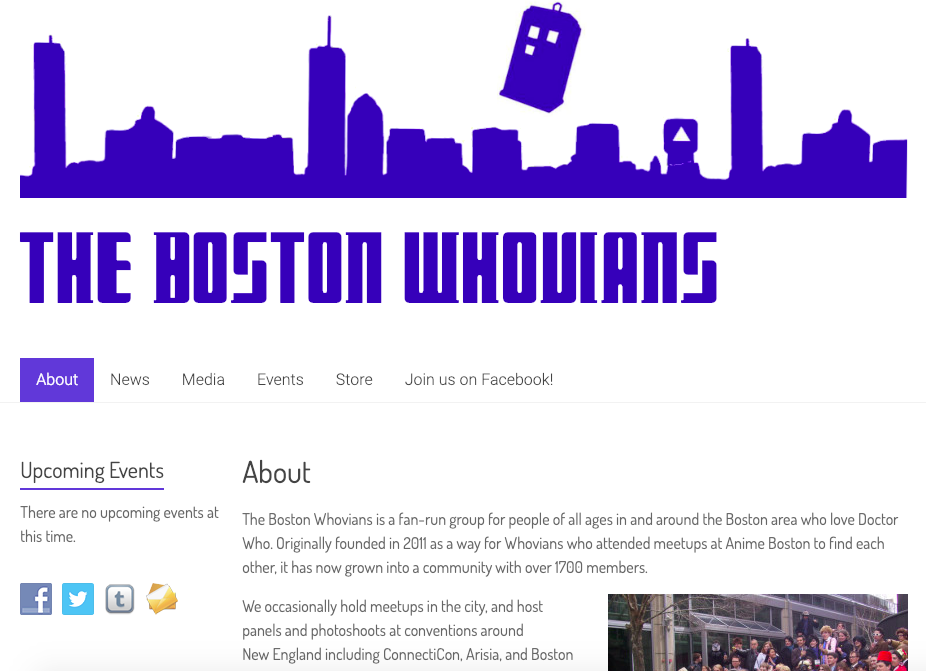 THE BOSTON WHOVIANS
About News Media Events Store Join us on Facebook!
Upcoming Events
There are no upcoming events at
this time.
About
The Boston Whovians is a fan-run group for people of all ages in and around the Boston area who love Doctor
Who. Originally founded in 2011 as a way for Whovians who attended meetups at Anime Boston to find each
other, it has now grown into a community with over 1700 members.
We occasionally hold meetups in the city, and host
panels and photoshoots at conventions around
New England including ConnectiCon, Arisia, and Boston